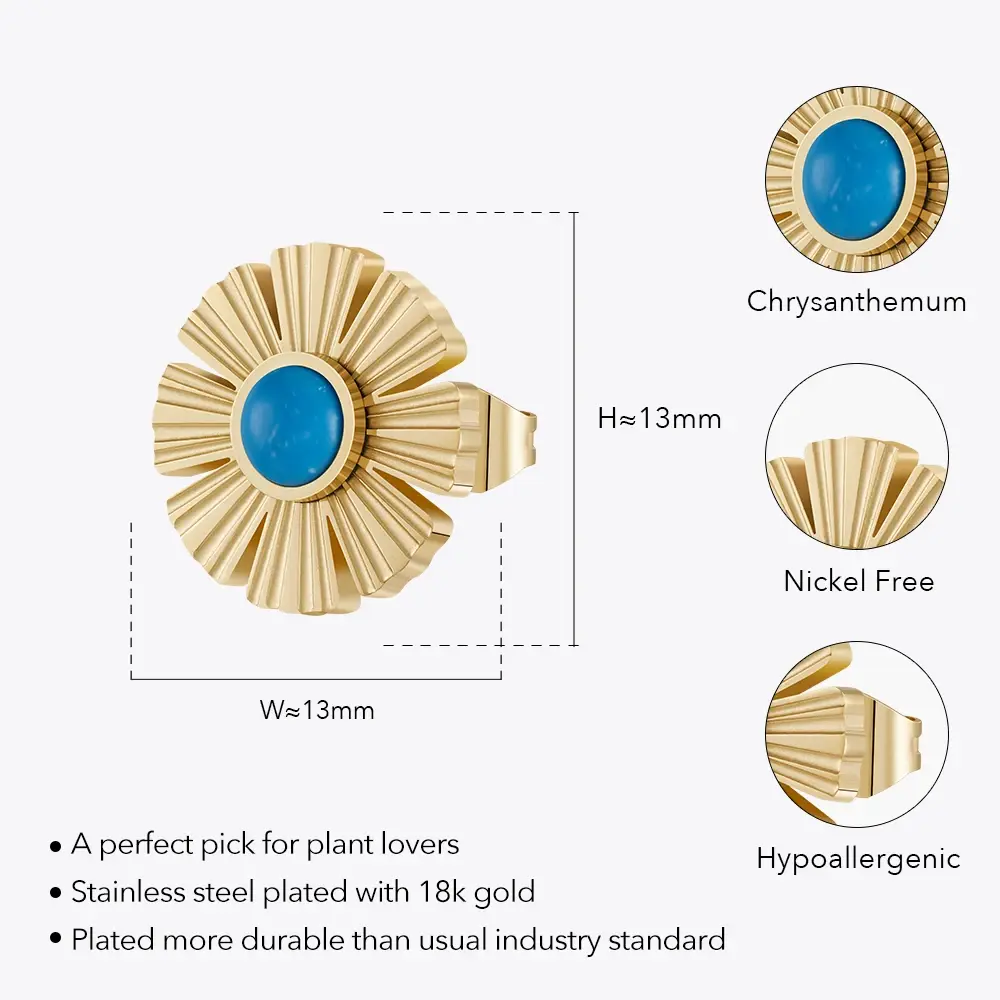 Chrysanthemum
H≈13mm
Nickel Free
W≈13mm
Hypoallergenic
• A perfect pick for plant lovers
• Stainless steel plated with 18k gold
• Plated more durable than usual industry standard